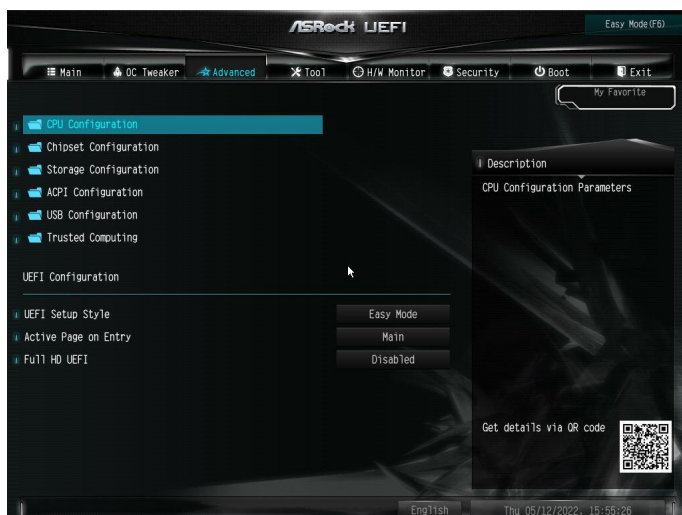 ASRock UEFI
Easy Mode(F6)
Main
OC Tweaker
Advanced
Tool
H/W Monitor
Security
Boot
Exit
My Favorite
CPU Configuration
Chipset Configuration
Storage Configuration
ACPI Configuration
USB Configuration
Trusted Computing
UEFI Configuration
UEFI Setup Style Easy Mode
Active Page on Entry Main
Full HD UEFI Disabled
Description
CPU Configuration Parameters
Get details via QR code
English
Thu 05/12/2022, 15:55:26